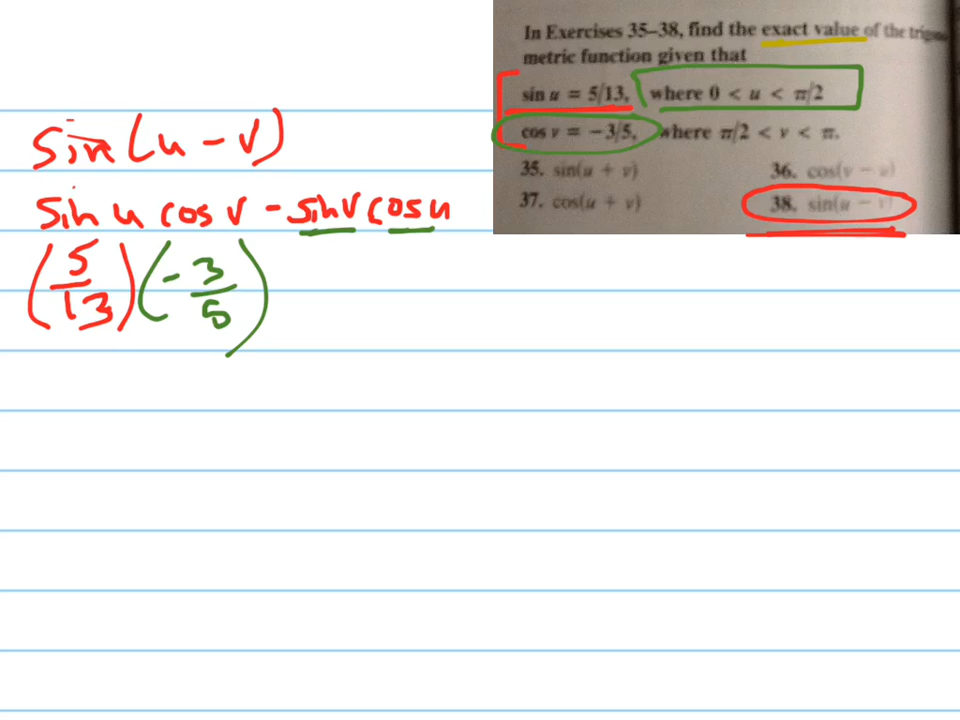 In Exercises 35–38, find the exact value of the
metric function given that
sin u = 5/13, where 0 < u < π/2
cos v = −3/5, where π/2 < v < π.
35. sin(u + v) 36. cos(v − u)
37. cos(u + v) 38. sin(u − v)
sin(u - v)
sin u cos v - sin v cos u
(5/13)(-3/5)